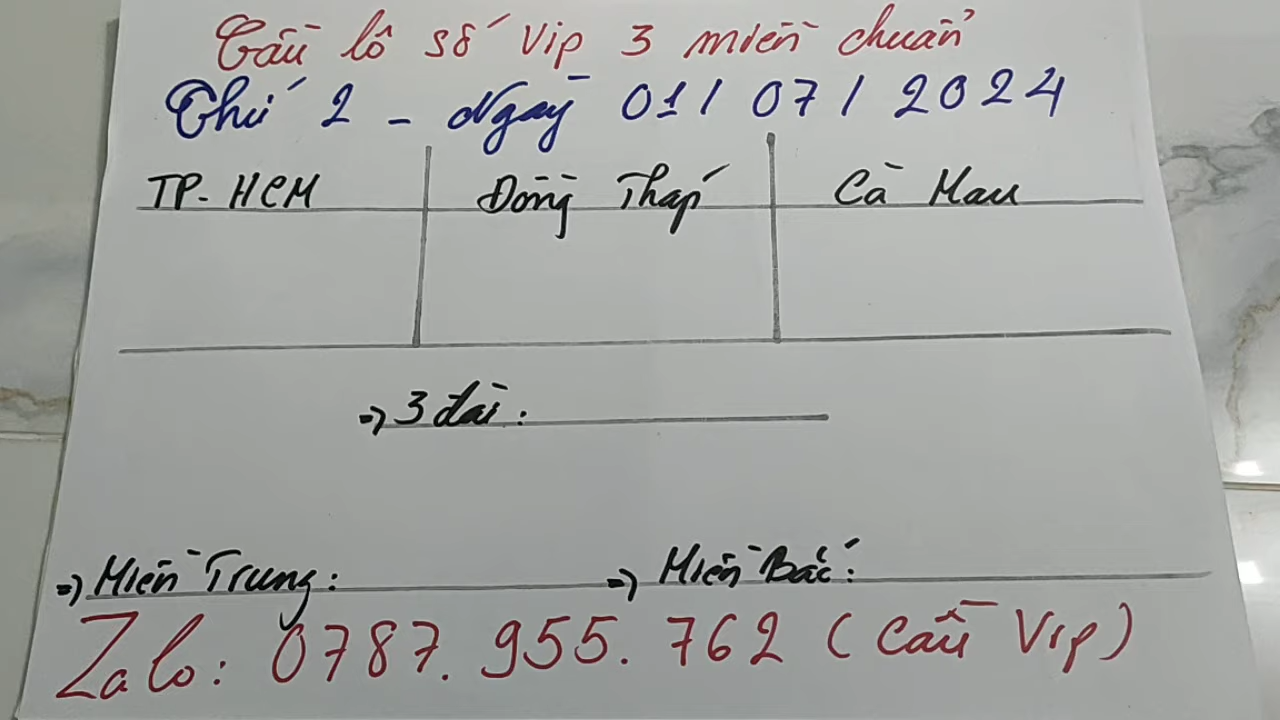 Cầu lô số Vip 3 miền chuẩn
Thứ 2 - Ngày 01/07/2024
TP-HCM Đồng Tháp Cà Mau
=> 3 đài:
=> Miền Trung: => Miền Bắc:
Zalo: 0787.955.762 (Cầu Vip)